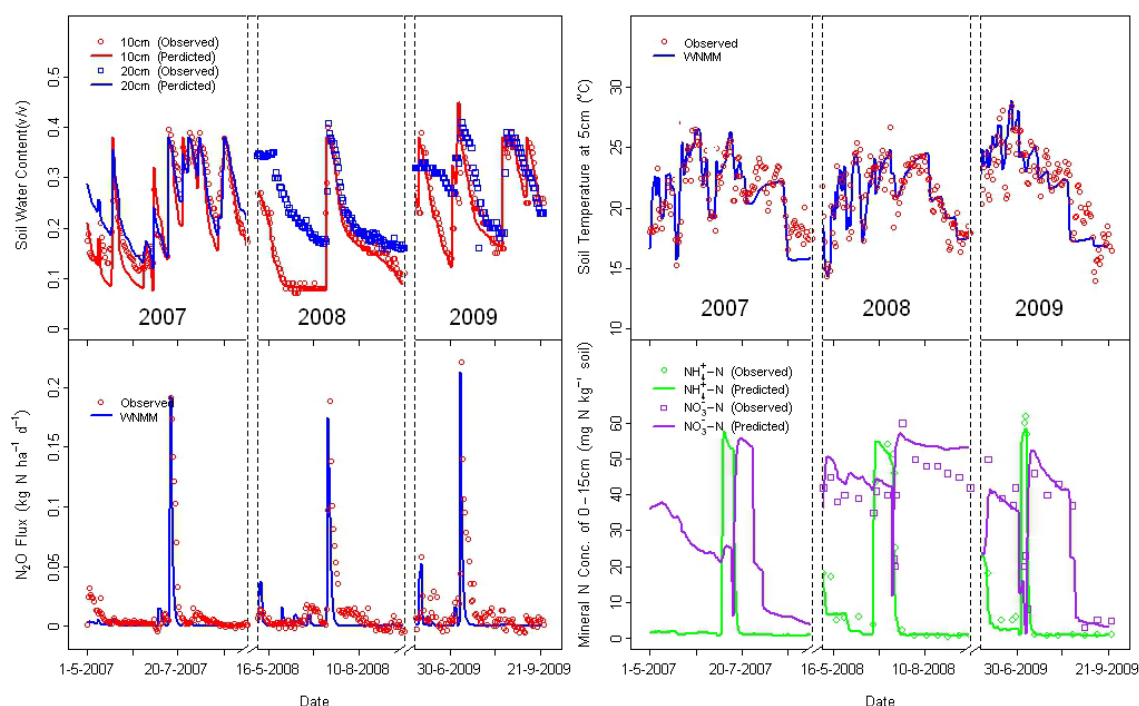 Soil Water Content(v/v)
0.5
0.4
0.3
0.2
0.1
0
10cm (Observed)
10cm (Perdicted)
20cm (Observed)
20cm (Perdicted)
2007
2008
2009
Soil Temperature at 5cm (°C)
30
25
20
15
10
Observed
WNMM
2007
2008
2009
N₂O Flux (kg N ha⁻¹ d⁻¹)
0.2
0.15
0.1
0.05
0
Observed
WNMM
1-5-2007
20-7-2007
16-5-2008
10-8-2008
30-6-2009
21-9-2009
Date
Mineral N Conc. of 0-15cm (mg N kg⁻¹ soil)
60
50
40
30
20
10
0
NH₄⁺-N (Observed)
NH₄⁺-N (Predicted)
NO₃⁻-N (Observed)
NO₃⁻-N (Predicted)
1-5-2007
20-7-2007
16-5-2008
10-8-2008
30-6-2009
21-9-2009
Date